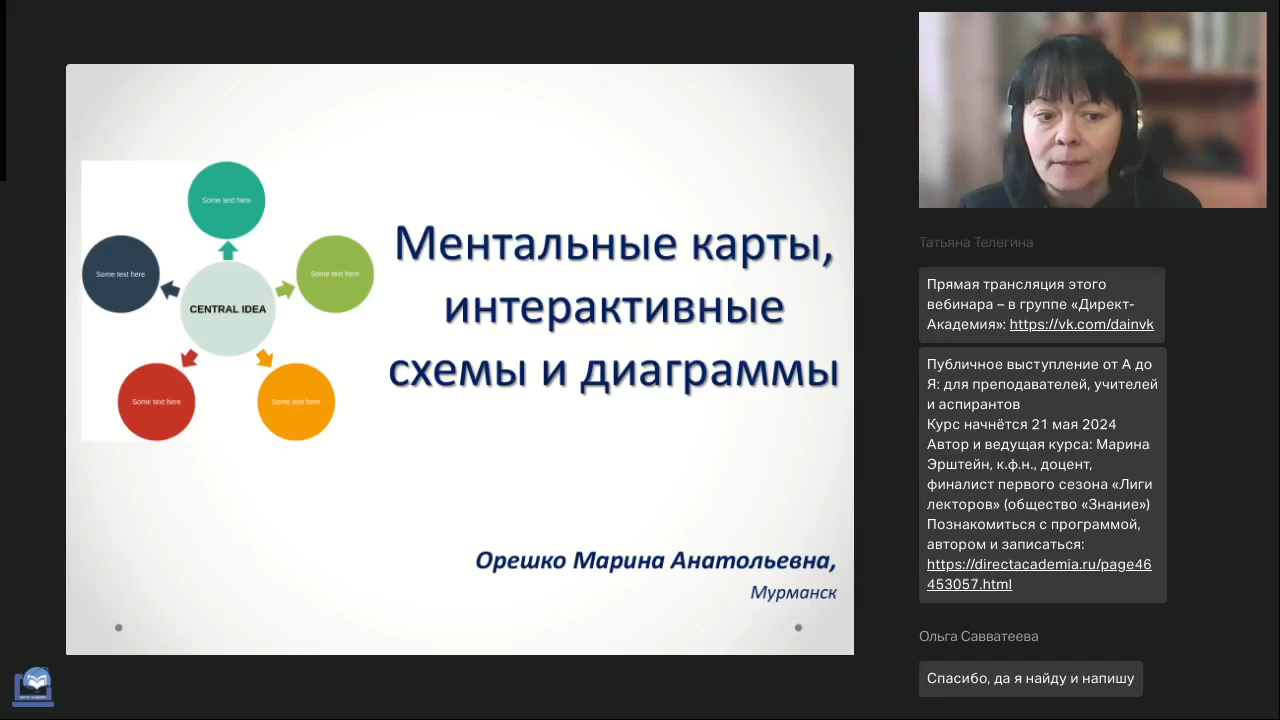 Some text here
Some text here
Some text here
CENTRAL IDEA
Some text here
Some text here
Ментальные карты,
интерактивные
схемы и диаграммы
Орешко Марина Анатольевна,
Мурманск
Татьяна Телегина
Прямая трансляция этого
вебинара – в группе «Директ-
Академия»: https://vk.com/dainvk
Публичное выступление от А до
Я: для преподавателей, учителей
и аспирантов
Курс начнётся 21 мая 2024
Автор и ведущая курса: Марина
Эрштейн, к.ф.н., доцент,
финалист первого сезона «Лиги
лекторов» (общество «Знание»)
Познакомиться с программой,
автором и записаться:
https://directacademia.ru/page46
453057.html
Ольга Савватеева
Спасибо, да я найду и напишу